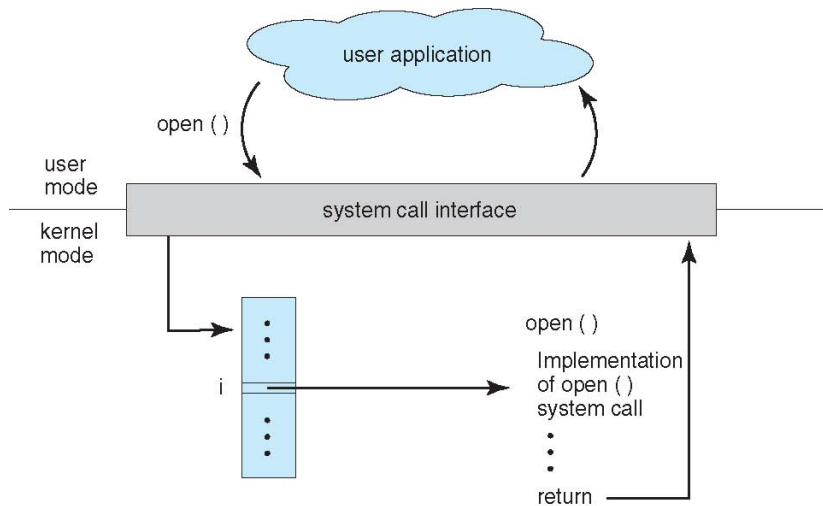 user application
open ( )
user
mode
system call interface
kernel
mode
open ( )
i
Implementation
of open ( )
system call
return